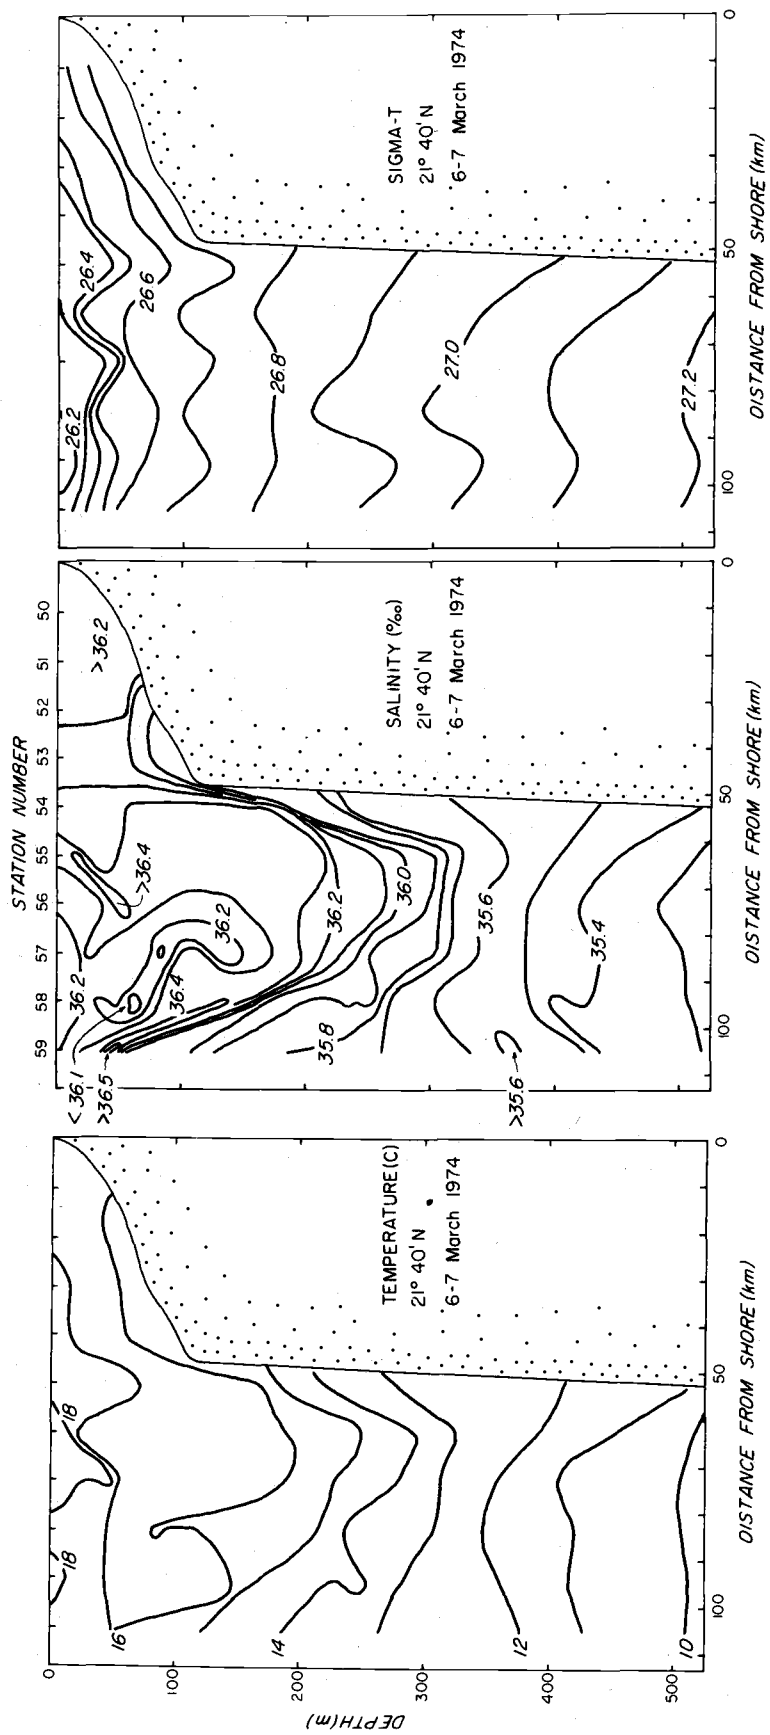 STATION NUMBER
59 58 57 56 55 54 53 52 51 50
DEPTH(m)
0
100
200
300
400
500
18
18
16
14
12
10
TEMPERATURE(C)
21° 40'N
6-7 March 1974
100 50 0
DISTANCE FROM SHORE(km)
<36.1
>36.5
36.2
36.4
36.2
>36.4
>36.2
36.2
36.0
35.8
35.6
>35.6
35.4
SALINITY (‰)
21° 40'N
6-7 March 1974
100 50 0
DISTANCE FROM SHORE (km)
26.2
26.4
26.6
26.8
27.0
27.2
SIGMA-T
21° 40'N
6-7 March 1974
100 50 0
DISTANCE FROM SHORE (km)